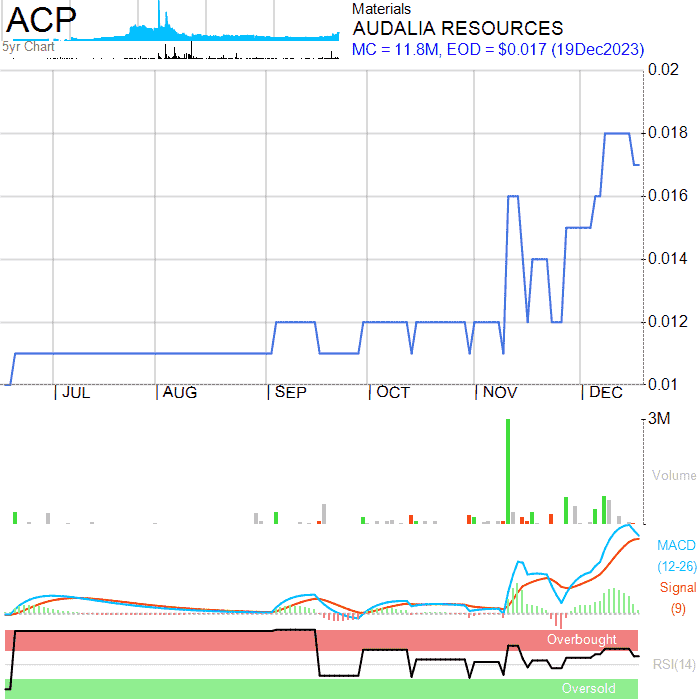 ACP
5yr Chart
Materials
AUDALIA RESOURCES
MC = 11.8M, EOD = $0.017 (19Dec2023)
0.02
0.018
0.016
0.014
0.012
0.01
JUL AUG SEP OCT NOV DEC
3M
Volume
MACD
(12-26)
Signal
(9)
Overbought
RSI(14)
Oversold